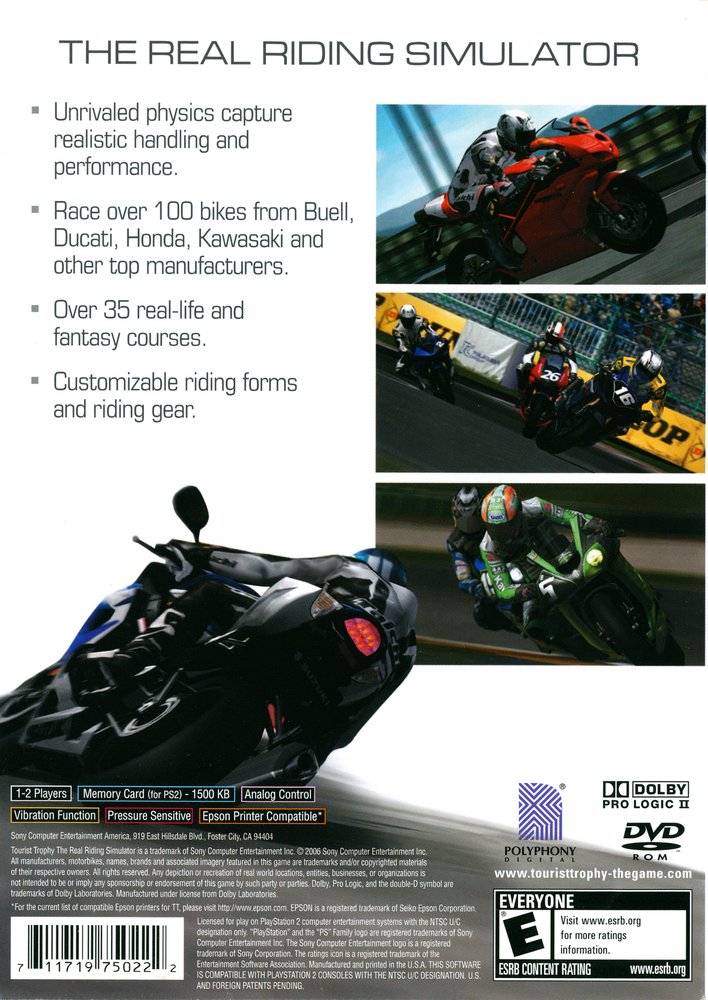 THE REAL RIDING SIMULATOR
Unrivaled physics capture
realistic handling and
performance.
Race over 100 bikes from Buell,
Ducati, Honda, Kawasaki and
other top manufacturers.
Over 35 real-life and
fantasy courses.
Customizable riding forms
and riding gear.
26
16
OP
SUZUKI
1-2 Players
Memory Card (for PS2) - 1500 KB
Analog Control
Vibration Function
Pressure Sensitive
Epson Printer Compatible*
Sony Computer Entertainment America, 919 East Hillsdale Blvd., Foster City, CA 94404
Tourist Trophy The Real Riding Simulator is a trademark of Sony Computer Entertainment Inc. © 2006 Sony Computer Entertainment Inc.
All manufacturers, motorbikes, names, brands and associated imagery featured in this game are trademarks and/or copyrighted materials
of their respective owners. All rights reserved. Any depiction or recreation of real world locations, entities, businesses, or organizations is
not intended to be or imply any sponsorship or endorsement of this game by such party or parties. Dolby, Pro Logic, and the double-D symbol are
trademarks of Dolby Laboratories. Manufactured under license from Dolby Laboratories.
*For the current list of compatible Epson printers for TT, please visit http://www.epson.com. EPSON is a registered trademark of Seiko Epson Corporation.
Licensed for play on PlayStation 2 computer entertainment systems with the NTSC U/C
designation only. "PlayStation" and the "PS" Family logo are registered trademarks of Sony
Computer Entertainment Inc. The Sony Computer Entertainment logo is a registered
trademark of Sony Corporation. The ratings icon is a registered trademark of the
Entertainment Software Association. Manufactured and printed in the U.S.A. THIS SOFTWARE
IS COMPATIBLE WITH PLAYSTATION 2 CONSOLES WITH THE NTSC U/C DESIGNATION. U.S.
AND FOREIGN PATENTS PENDING.
7 11719 75022 2
®
POLYPHONY
DIGITAL
DOLBY
PRO LOGIC II
DVD
ROM
www.touristtrophy-thegame.com
EVERYONE
E
Visit www.esrb.org
for more ratings
information.
ESRB CONTENT RATING
www.esrb.org